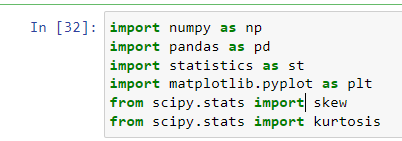 In [32]: import numpy as np
import pandas as pd
import statistics as st
import matplotlib.pyplot as plt
from scipy.stats import skew
from scipy.stats import kurtosis